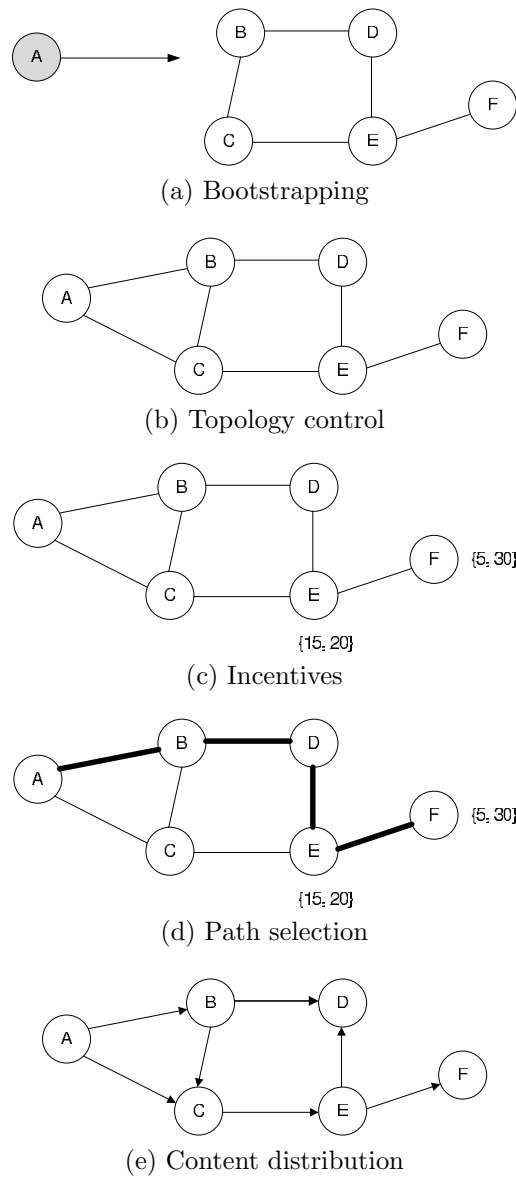 B D
A
F
C E
(a) Bootstrapping
B D
A
F
C E
(b) Topology control
B D
A
F {5, 30}
C E
{15, 20}
(c) Incentives
B D
A
F {5, 30}
C E
{15, 20}
(d) Path selection
B D
A
F
C E
(e) Content distribution